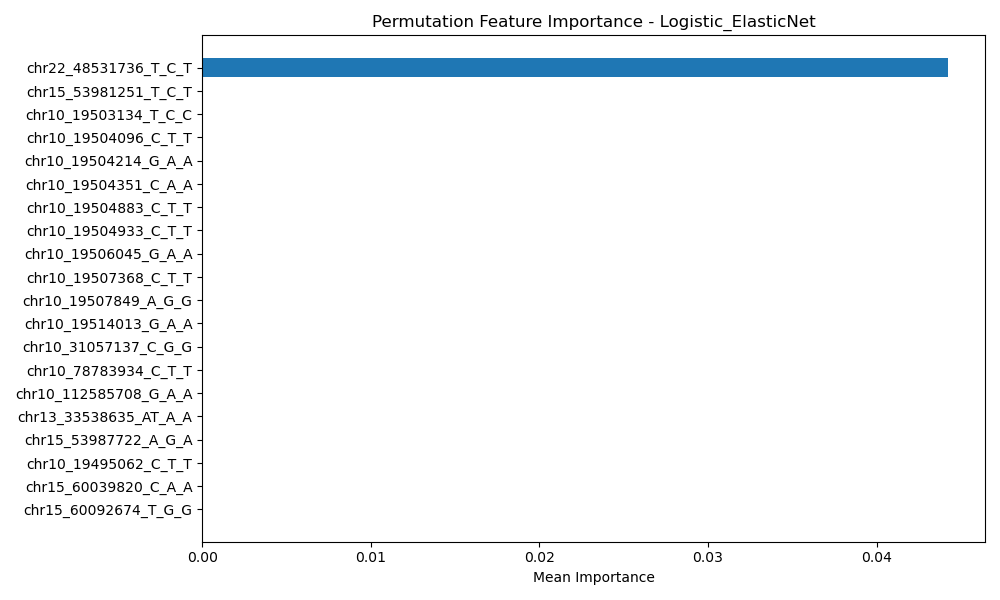 Permutation Feature Importance - Logistic_ElasticNet
chr22_48531736_T_C_T
chr15_53981251_T_C_T
chr10_19503134_T_C_C
chr10_19504096_C_T_T
chr10_19504214_G_A_A
chr10_19504351_C_A_A
chr10_19504883_C_T_T
chr10_19504933_C_T_T
chr10_19506045_G_A_A
chr10_19507368_C_T_T
chr10_19507849_A_G_G
chr10_19514013_G_A_A
chr10_31057137_C_G_G
chr10_78783934_C_T_T
chr10_112585708_G_A_A
chr13_33538635_AT_A_A
chr15_53987722_A_G_A
chr10_19495062_C_T_T
chr15_60039820_C_A_A
chr15_60092674_T_G_G
0.00 0.01 0.02 0.03 0.04
Mean Importance